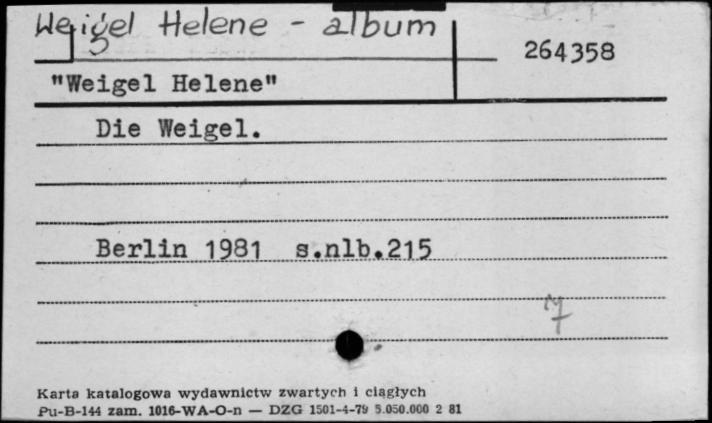 Weigel Helene - album
264358
"Weigel Helene"
Die Weigel.
Berlin 1981 s.nlb.215
Karta katalogowa wydawnictw zwartych i ciągłych
Pu-B-144 zam. 1016-WA-O-n — DZG 1501-4-79 5.050.000 2 81